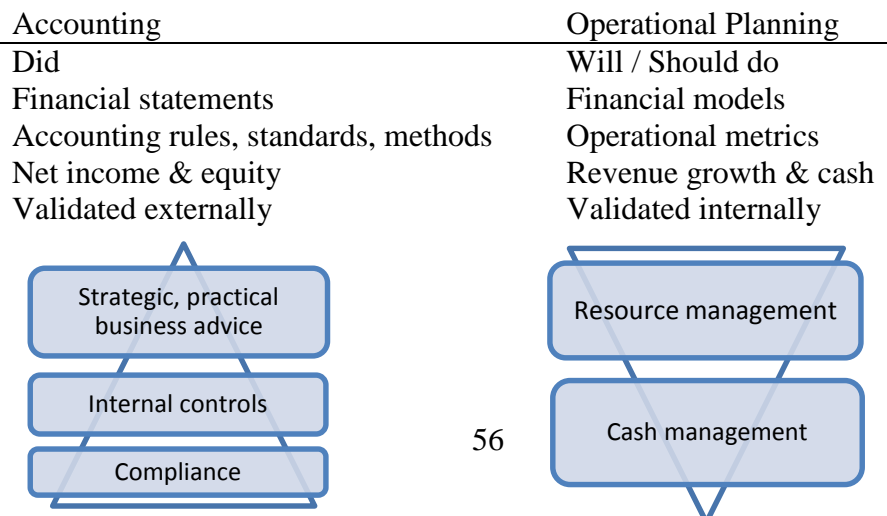 Accounting Operational Planning
Did Will / Should do
Financial statements Financial models
Accounting rules, standards, methods Operational metrics
Net income & equity Revenue growth & cash
Validated externally Validated internally
Strategic, practical
business advice
Internal controls
Compliance
Resource management
Cash management
56